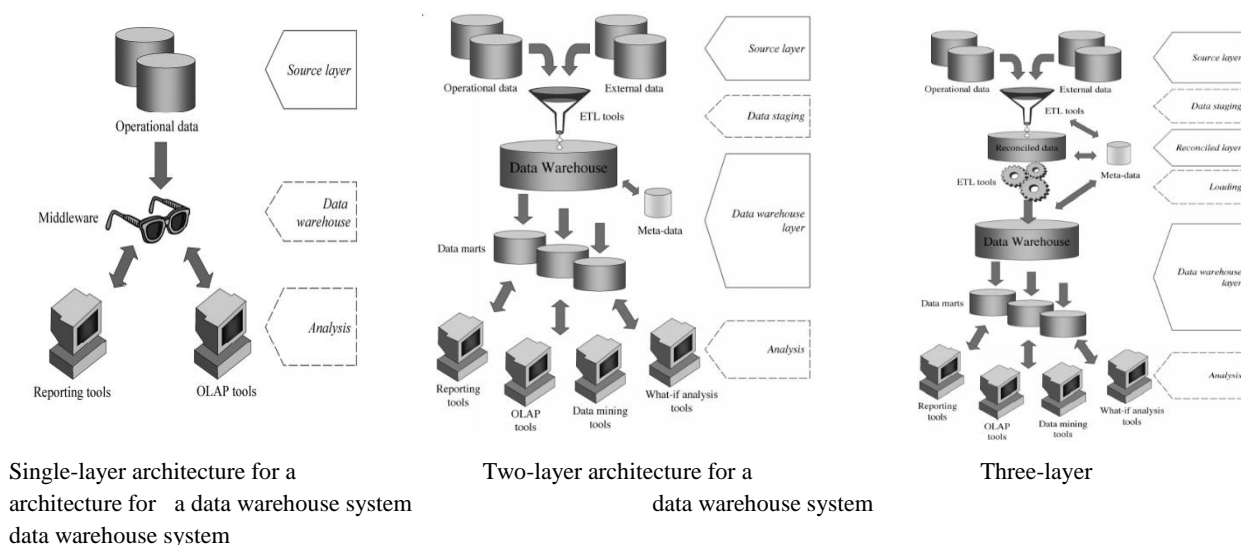 Operational data
Middleware
Reporting tools
OLAP tools
Source layer
Data
warehouse
Analysis
Operational data
External data
ETL tools
Data Warehouse
Meta-data
Data marts
Reporting
tools
OLAP
tools
Data mining
tools
What-if analysis
tools
Source layer
Data staging
Data warehouse
layer
Analysis
Operational data
External data
ETL tools
Reconciled data
Meta-data
ETL tools
Data Warehouse
Data marts
Reporting
tools
OLAP
tools
Data mining
tools
What-if analysis
tools
Source layer
Data staging
Reconciled layer
Loading
Data warehouse
layer
Analysis
Single-layer architecture for a Two-layer architecture for a Three-layer
architecture for a data warehouse system data warehouse system
data warehouse system